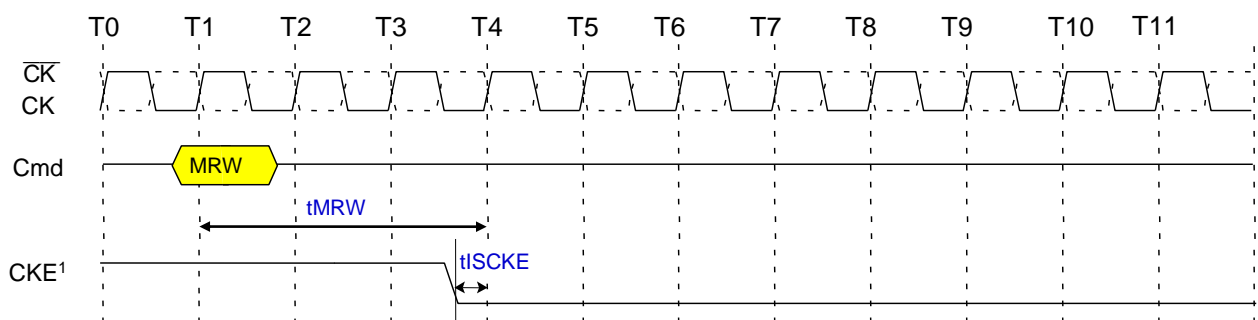 T0 T1 T2 T3 T4 T5 T6 T7 T8 T9 T10 T11
CK
CK
Cmd MRW
tMRW
tISCKE
CKE¹